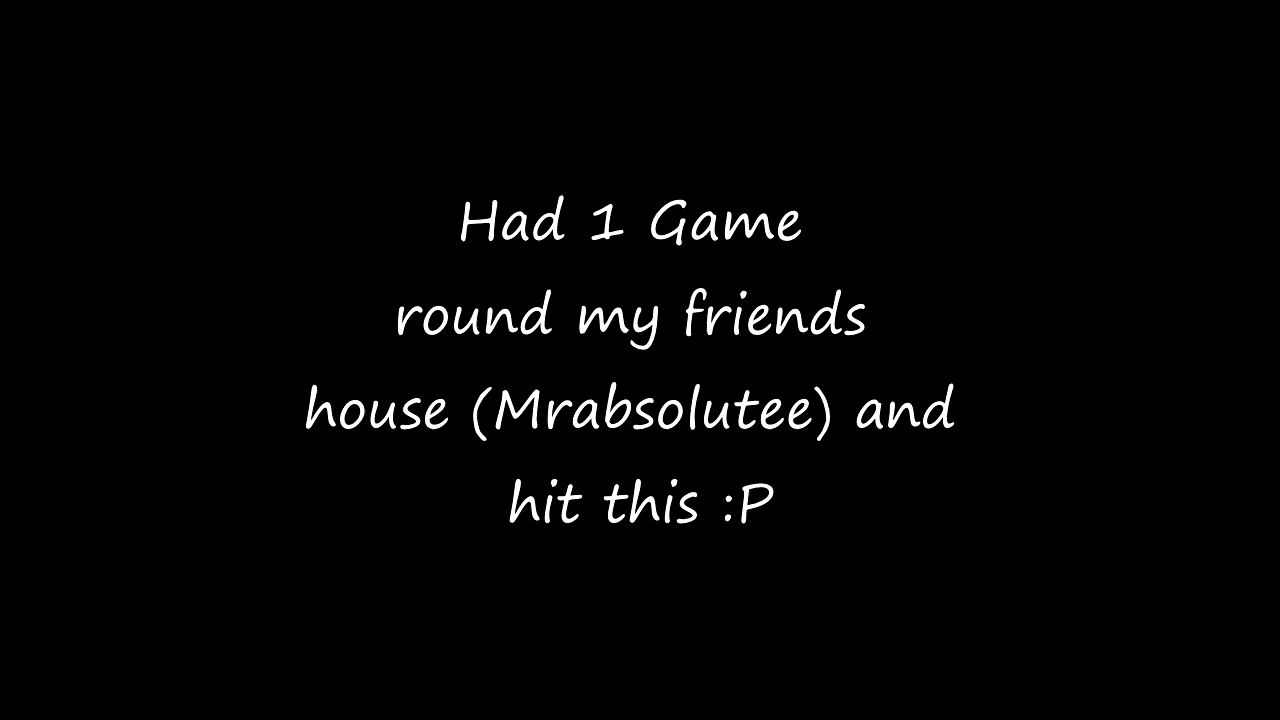 Had 1 Game
round my friends
house (Mrabsolutee) and
hit this :P